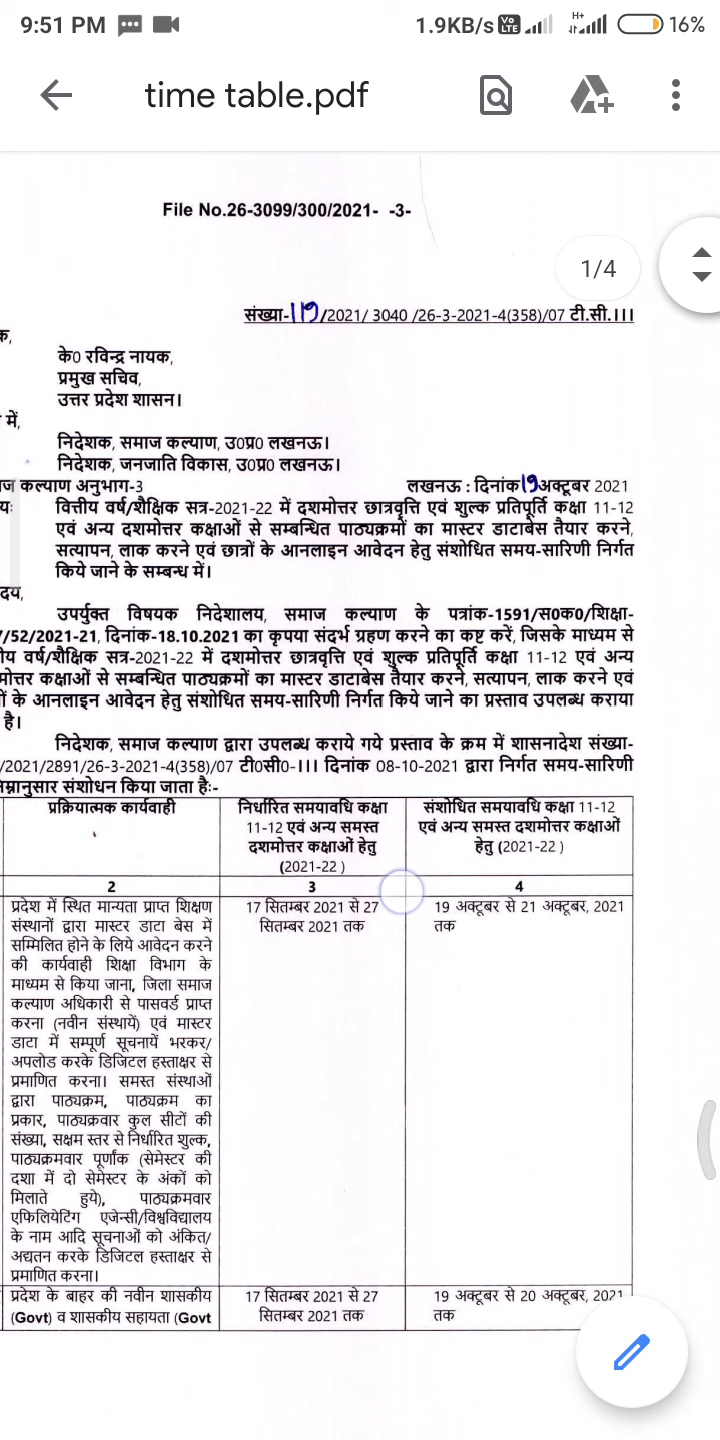 9:51 PM
1.9KB/s Vo LTE H+ 16%
time table.pdf
File No.26-3099/300/2021- -3-
1/4
संख्या-119/2021/ 3040 /26-3-2021-4(358)/07 टी.सी.III
क,
के0 रविन्द्र नायक,
प्रमुख सचिव,
उत्तर प्रदेश शासन।
में,
निदेशक, समाज कल्याण, उ0प्र0 लखनऊ।
निदेशक, जनजाति विकास, उ0प्र0 लखनऊ।
ज कल्याण अनुभाग-3 लखनऊ : दिनांक 19 अक्टूबर 2021
यः वित्तीय वर्ष/शैक्षिक सत्र-2021-22 में दशमोत्तर छात्रवृत्ति एवं शुल्क प्रतिपूर्ति कक्षा 11-12
एवं अन्य दशमोत्तर कक्षाओं से सम्बन्धित पाठ्यक्रमों का मास्टर डाटाबेस तैयार करने,
सत्यापन, लाक करने एवं छात्रों के आनलाइन आवेदन हेतु संशोधित समय-सारिणी निर्गत
किये जाने के सम्बन्ध में।
दय,
उपर्युक्त विषयक निदेशालय, समाज कल्याण के पत्रांक-1591/स0क0/शिक्षा-
/52/2021-21, दिनांक-18.10.2021 का कृपया संदर्भ ग्रहण करने का कष्ट करें, जिसके माध्यम से
ीय वर्ष/शैक्षिक सत्र-2021-22 में दशमोत्तर छात्रवृत्ति एवं शुल्क प्रतिपूर्ति कक्षा 11-12 एवं अन्य
मोत्तर कक्षाओं से सम्बन्धित पाठ्यक्रमों का मास्टर डाटाबेस तैयार करने, सत्यापन, लाक करने एवं
ों के आनलाइन आवेदन हेतु संशोधित समय-सारिणी निर्गत किये जाने का प्रस्ताव उपलब्ध कराया
है।
निदेशक, समाज कल्याण द्वारा उपलब्ध कराये गये प्रस्ताव के क्रम में शासनादेश संख्या-
/2021/2891/26-3-2021-4(358)/07 टी0सी0-III दिनांक 08-10-2021 द्वारा निर्गत समय-सारिणी
म्नानुसार संशोधन किया जाता हैः-
प्रक्रियात्मक कार्यवाही
निर्धारित समयावधि कक्षा
11-12 एवं अन्य समस्त
दशमोत्तर कक्षाओं हेतु
(2021-22 )
संशोधित समयावधि कक्षा 11-12
एवं अन्य समस्त दशमोत्तर कक्षाओं
हेतु (2021-22 )
2 3 4
प्रदेश में स्थित मान्यता प्राप्त शिक्षण
संस्थानों द्वारा मास्टर डाटा बेस में
सम्मिलित होने के लिये आवेदन करने
की कार्यवाही शिक्षा विभाग के
माध्यम से किया जाना, जिला समाज
कल्याण अधिकारी से पासवर्ड प्राप्त
करना (नवीन संस्थायें) एवं मास्टर
डाटा में सम्पूर्ण सूचनायें भरकर/
अपलोड करके डिजिटल हस्ताक्षर से
प्रमाणित करना। समस्त संस्थाओं
द्वारा पाठ्यक्रम, पाठ्यक्रम का
प्रकार, पाठ्यक्रवार कुल सीटों की
संख्या, सक्षम स्तर से निर्धारित शुल्क,
पाठ्यक्रमवार पूर्णांक (सेमेस्टर की
दशा में दो सेमेस्टर के अंकों को
मिलाते हुये), पाठ्यक्रमवार
एफिलियेटिंग एजेन्सी/विश्वविद्यालय
के नाम आदि सूचनाओं को अंकित/
अद्यतन करके डिजिटल हस्ताक्षर से
प्रमाणित करना।
17 सितम्बर 2021 से 27
सितम्बर 2021 तक
19 अक्टूबर से 21 अक्टूबर, 2021
तक
प्रदेश के बाहर की नवीन शासकीय
(Govt) व शासकीय सहायता (Govt
17 सितम्बर 2021 से 27
सितम्बर 2021 तक
19 अक्टूबर से 20 अक्टूबर, 2021
तक